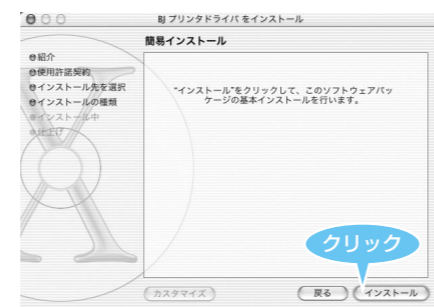 BJ プリンタドライバ をインストール
簡易インストール
紹介
使用許諾契約
インストール先を選択
インストールの種類
インストール中
仕上げ
"インストール"をクリックして、このソフトウェアパッ
ケージの基本インストールを行います。
クリック
カスタマイズ
戻る
インストール